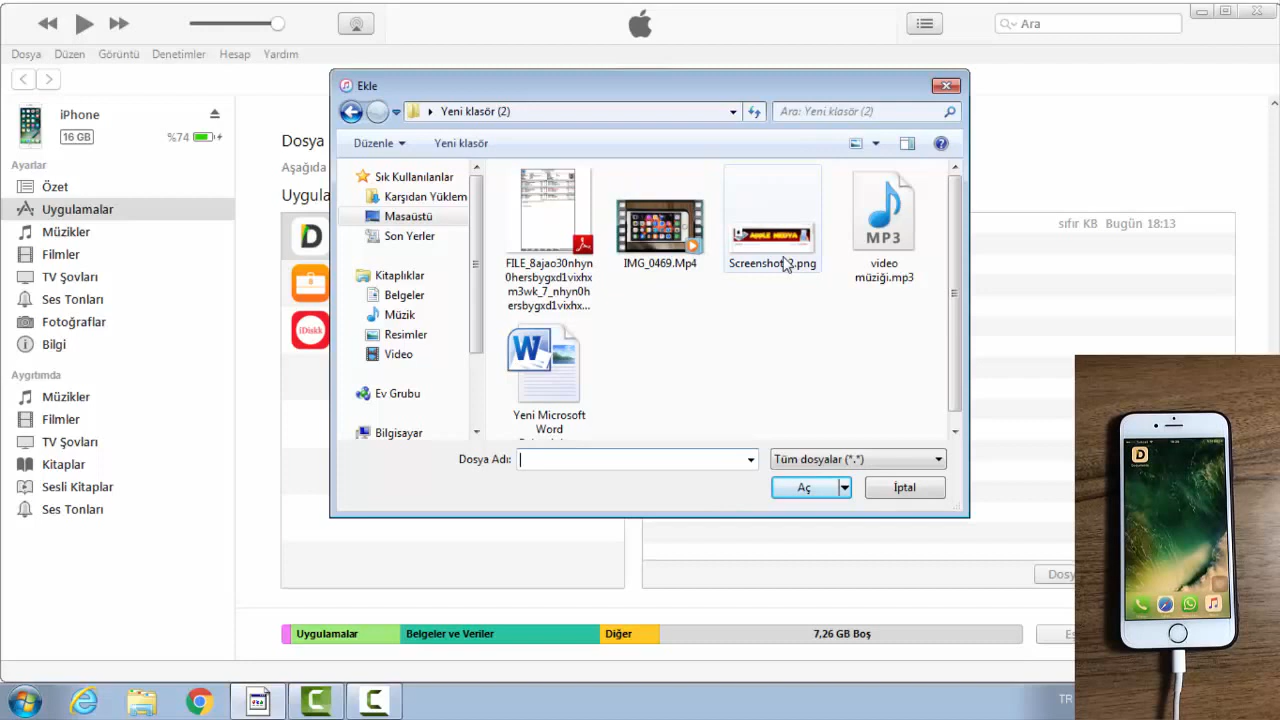 Ara
Dosya Düzen Görüntü Denetimler Hesap Yardım
iPhone
16 GB
%74
Ayarlar
Özet
Uygulamalar
Müzikler
Filmler
TV Şovları
Ses Tonları
Fotoğraflar
Bilgi
Aygıtımda
Müzikler
Filmler
TV Şovları
Kitaplar
Sesli Kitaplar
Ses Tonları
Dosya
Aşağıda
Uygula
sıfır KB Bugün 18:13
Ekle
Yeni klasör (2)
Ara: Yeni klasör (2)
Düzenle
Yeni klasör
Sık Kullanılanlar
Karşıdan Yüklem
Masaüstü
Son Yerler
Kitaplıklar
Belgeler
Müzik
Resimler
Video
Ev Grubu
Bilgisayar
FILE_8ajao30nhyn
0hersbygxd1vixhx
m3wk_7_nhyn0h
ersbygxd1vixhx...
IMG_0469.Mp4
MP3
video
müziği.mp3
Yeni Microsoft
Word
Dosya Adı:
Tüm dosyalar (*.*)
Aç
İptal
Dosy
Uygulamalar
Belgeler ve Veriler
Diğer
7,26 GB Boş
Es
TR